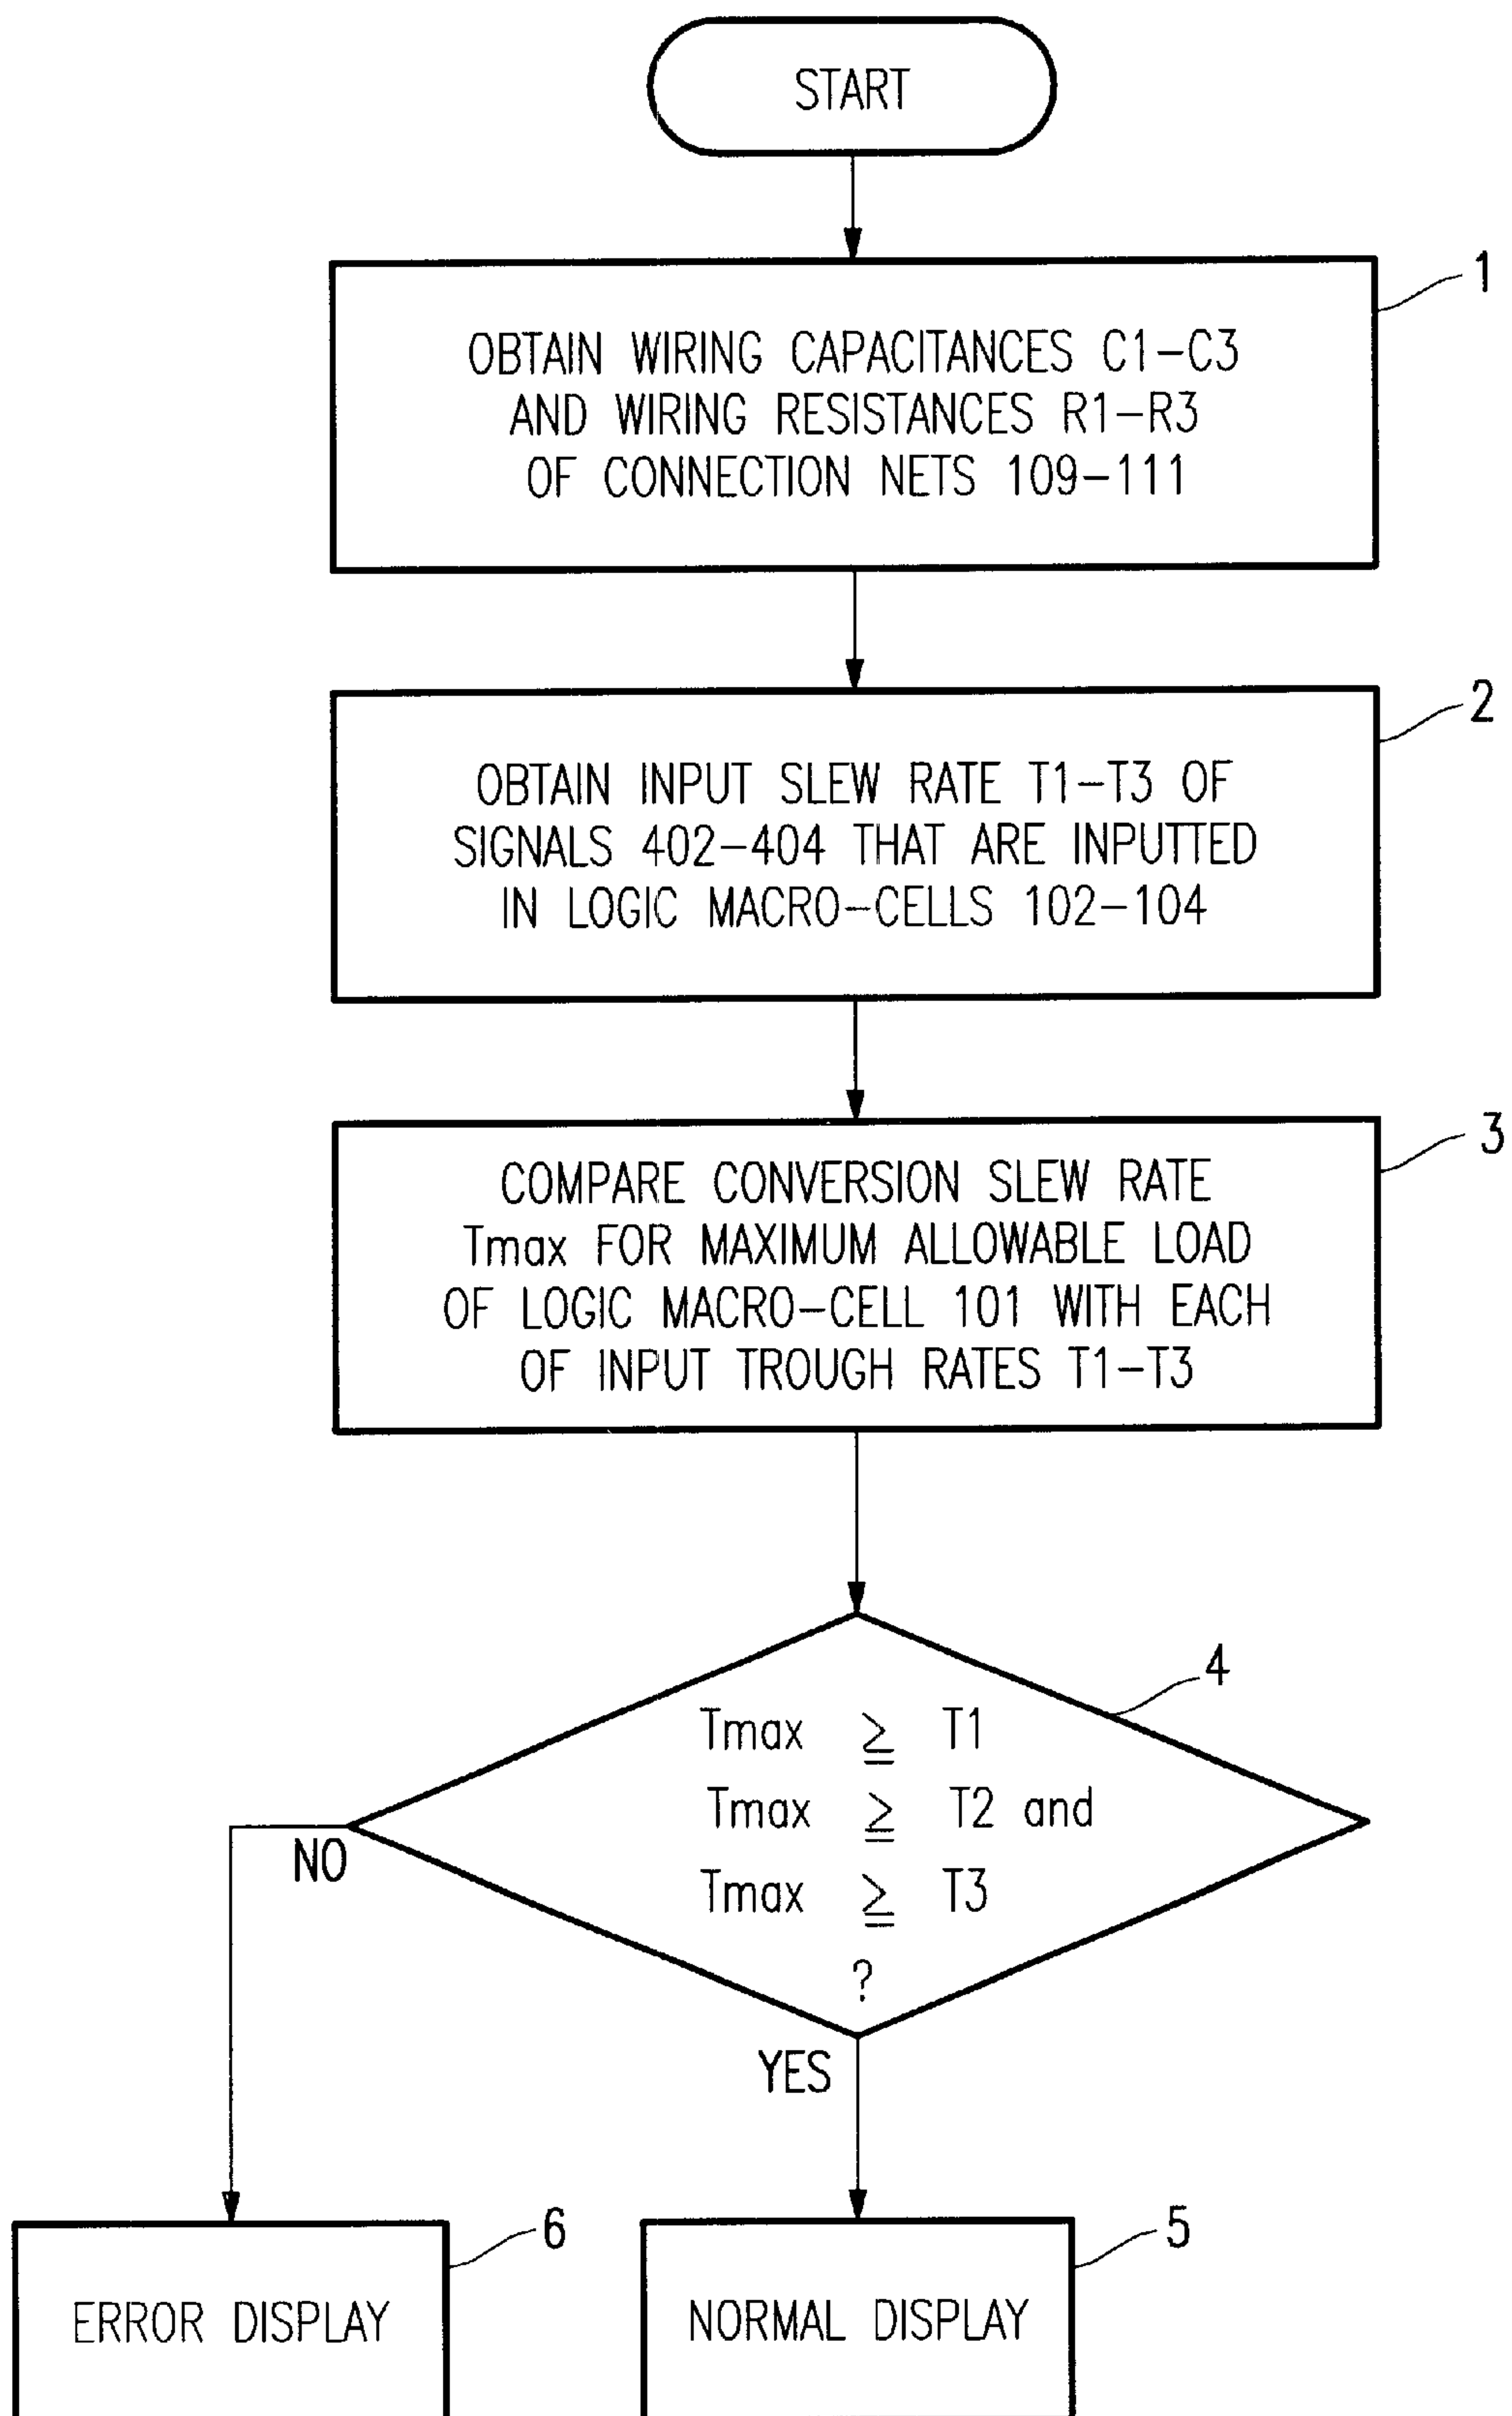 START
1
OBTAIN WIRING CAPACITANCES C1-C3
AND WIRING RESISTANCES R1-R3
OF CONNECTION NETS 109-111
2
OBTAIN INPUT SLEW RATE T1-T3 OF
SIGNALS 402-404 THAT ARE INPUTTED
IN LOGIC MACRO-CELLS 102-104
3
COMPARE CONVERSION SLEW RATE
Tmax FOR MAXIMUM ALLOWABLE LOAD
OF LOGIC MACRO-CELL 101 WITH EACH
OF INPUT TROUGH RATES T1-T3
4
Tmax ≧ T1
Tmax ≧ T2 and
Tmax ≧ T3
?
NO
YES
6
ERROR DISPLAY
5
NORMAL DISPLAY